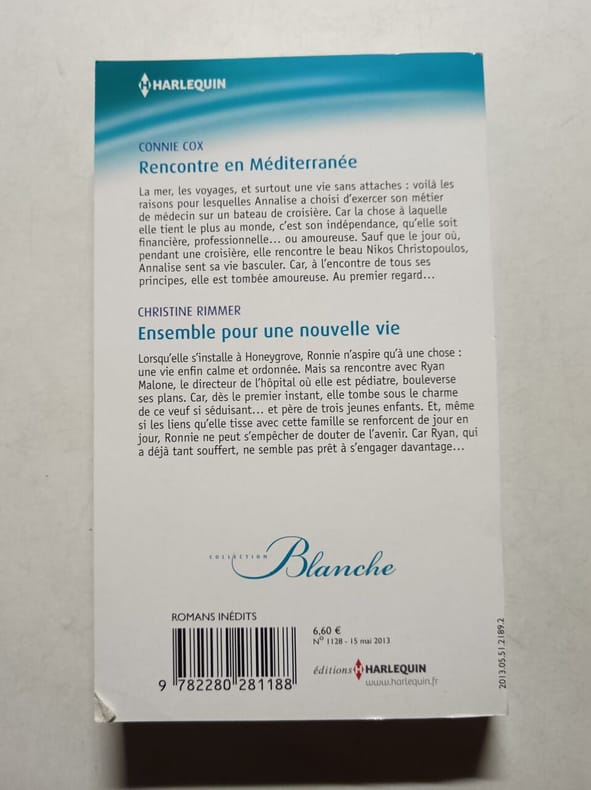 HARLEQUIN
CONNIE COX
Rencontre en Méditerranée
La mer, les voyages, et surtout une vie sans attaches : voilà les
raisons pour lesquelles Annalise a choisi d'exercer son métier
de médecin sur un bateau de croisière. Car la chose à laquelle
elle tient le plus au monde, c'est son indépendance, qu'elle soit
financière, professionnelle... ou amoureuse. Sauf que le jour où,
pendant une croisière, elle rencontre le beau Nikos Christopoulos,
Annalise sent sa vie basculer. Car, à l'encontre de tous ses
principes, elle est tombée amoureuse. Au premier regard...
CHRISTINE RIMMER
Ensemble pour une nouvelle vie
Lorsqu'elle s'installe à Honeygrove, Ronnie n'aspire qu'à une chose :
une vie enfin calme et ordonnée. Mais sa rencontre avec Ryan
Malone, le directeur de l'hôpital où elle est pédiatre, bouleverse
ses plans. Car, dès le premier instant, elle tombe sous le charme
de ce veuf si séduisant... et père de trois jeunes enfants. Et, même
si les liens qu'elle tisse avec cette famille se renforcent de jour en
jour, Ronnie ne peut s'empêcher de douter de l'avenir. Car Ryan, qui
a déjà tant souffert, ne semble pas prêt à s'engager davantage...
COLLECTION
Blanche
ROMANS INÉDITS
9 782280 281188
6,60 €
N° 1128 - 15 mai 2013
éditions HARLEQUIN
www.harlequin.fr
2013.05.51.2189.2